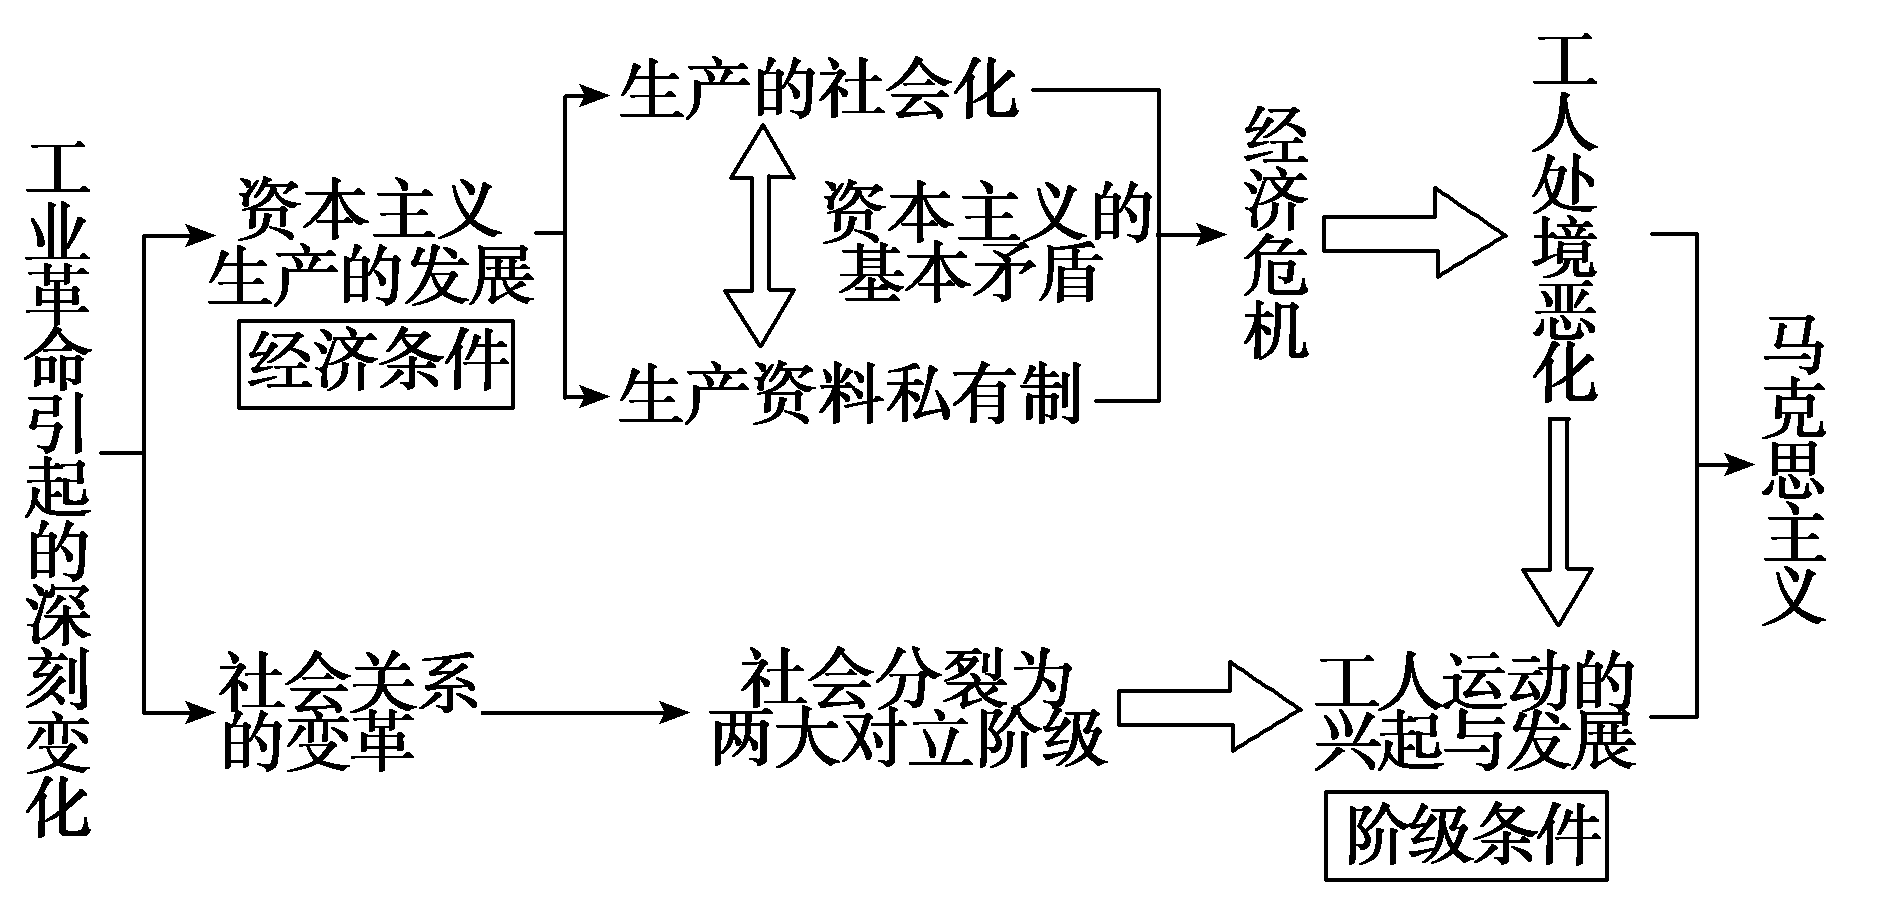 工业革命引起的深刻变化
资本主义
生产的发展
经济条件
生产的社会化
资本主义的
基本矛盾
生产资料私有制
经济危机
工人处境恶化
社会关系
的变革
社会分裂为
两大对立阶级
工人运动的
兴起与发展
阶级条件
马克思主义